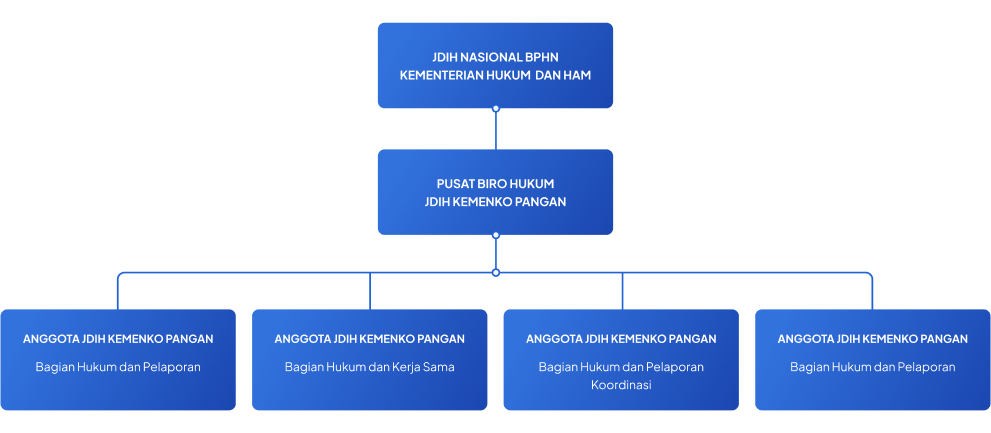 JDIH NASIONAL BPHN
KEMENTERIAN HUKUM DAN HAM
PUSAT BIRO HUKUM
JDIH KEMENKO PANGAN
ANGGOTA JDIH KEMENKO PANGAN
Bagian Hukum dan Pelaporan
ANGGOTA JDIH KEMENKO PANGAN
Bagian Hukum dan Kerja Sama
ANGGOTA JDIH KEMENKO PANGAN
Bagian Hukum dan Pelaporan
Koordinasi
ANGGOTA JDIH KEMENKO PANGAN
Bagian Hukum dan Pelaporan